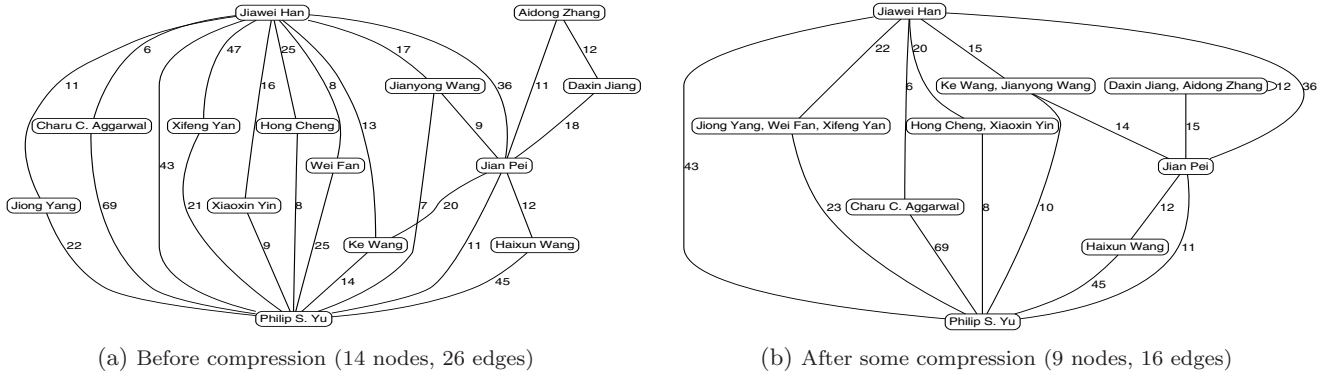 Jiawei Han
Aidong Zhang
6
47
25
17
12
11
16
8
36
11
Jianyong Wang
Daxin Jiang
Charu C. Aggarwal
Xifeng Yan
Hong Cheng
13
9
18
43
Wei Fan
Jian Pei
Jiong Yang
69
21
Xiaoxin Yin
8
7
20
12
22
9
25
Ke Wang
11
Haixun Wang
14
45
Philip S. Yu
(a) Before compression (14 nodes, 26 edges)
Jiawei Han
22
20
15
6
Ke Wang, Jianyong Wang
Daxin Jiang, Aidong Zhang
12
36
Jiong Yang, Wei Fan, Xifeng Yan
Hong Cheng, Xiaoxin Yin
14
15
43
Jian Pei
23
Charu C. Aggarwal
8
10
12
69
Haixun Wang
11
45
Philip S. Yu
(b) After some compression (9 nodes, 16 edges)